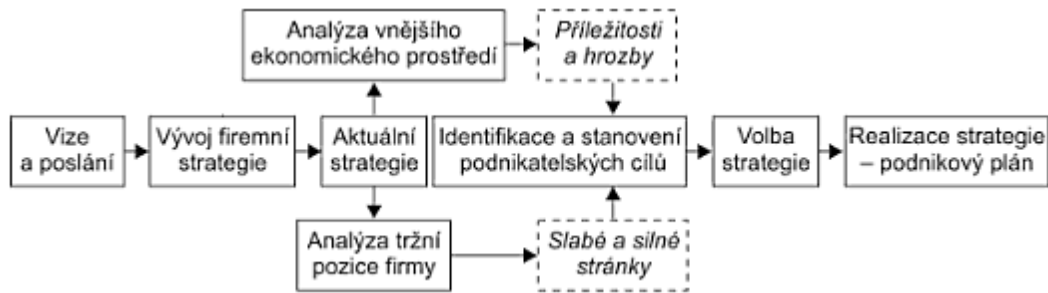 Analýza vnějšího
ekonomického prostředí
Příležitosti
a hrozby
Vize
a poslání
Vývoj firemní
strategie
Aktuální
strategie
Identifikace a stanovení
podnikatelských cílů
Volba
strategie
Realizace strategie
– podnikový plán
Analýza tržní
pozice firmy
Slabé a silné
stránky